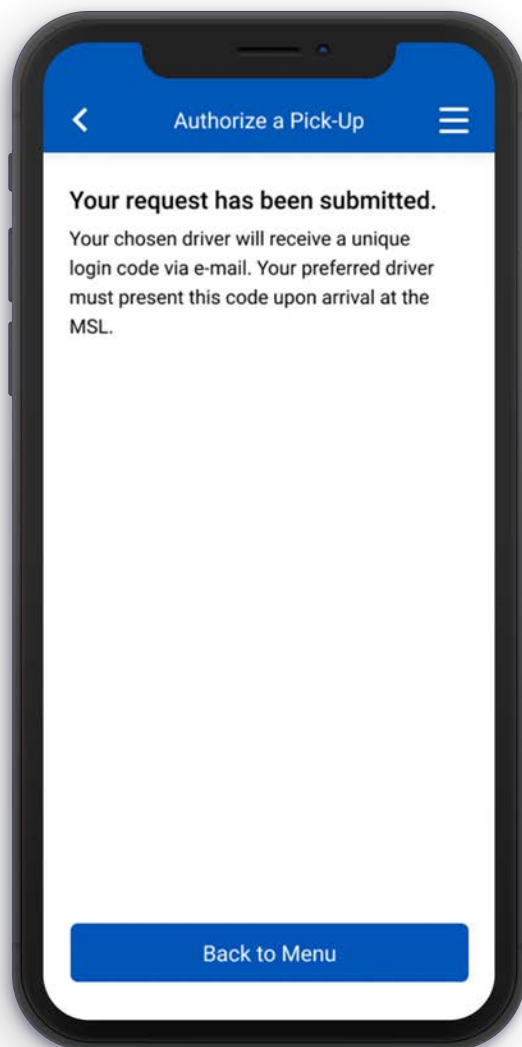 Authorize a Pick-Up
Your request has been submitted.
Your chosen driver will receive a unique
login code via e-mail. Your preferred driver
must present this code upon arrival at the
MSL.
Back to Menu